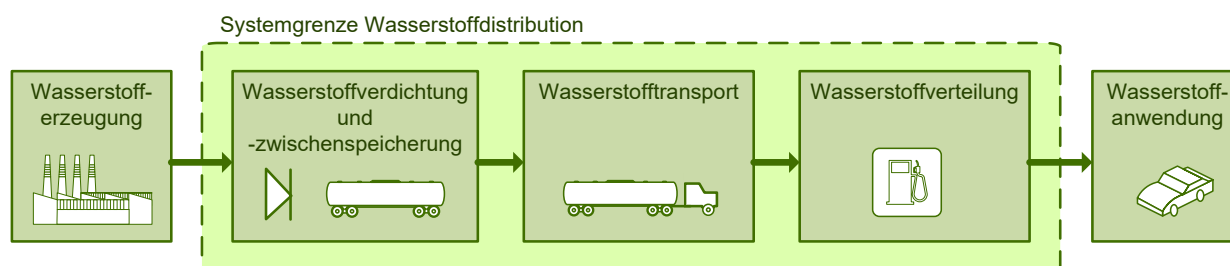 Systemgrenze Wasserstoffdistribution
Wasserstoff-
erzeugung
Wasserstoffverdichtung
und
-zwischenspeicherung
Wasserstofftransport
Wasserstoffverteilung
Wasserstoff-
anwendung